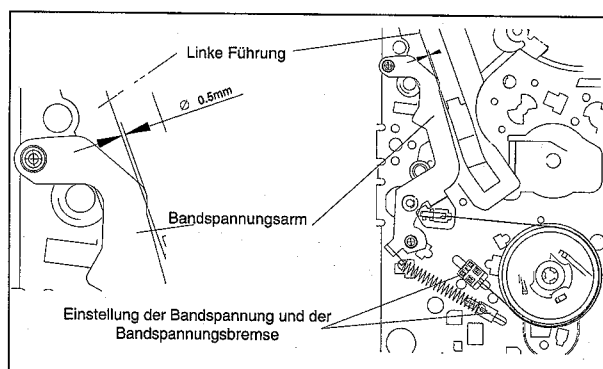 Linke Führung
∅ 0.5mm
Bandspannungsarm
Einstellung der Bandspannung und der
Bandspannungsbremse